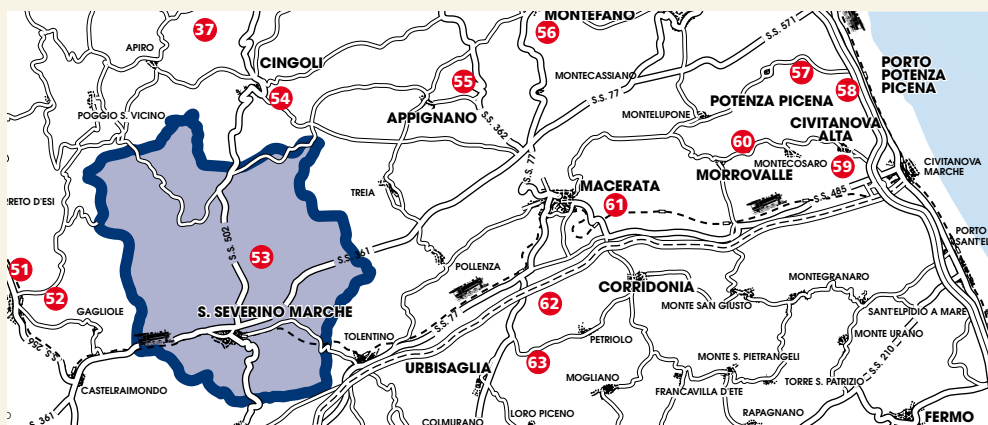 37
APIRO
CINGOLI
54
POGGIO S. VICINO
MONTEFANO
56
MONTECASSIANO
55
APPIGNANO
S.S. 362
S.S. 77
S.S. 571
57
58
PORTO
POTENZA
PICENA
POTENZA PICENA
MONTELUPONE
CIVITANOVA
ALTA
60
MONTECOSARO
59
MORROVALLE
CIVITANOVA
MARCHE
S.S. 77
MACERATA
61
S.S. 485
TREIA
RETO D'ESI
S.S. 502
53
S.S. 361
POLLENZA
51
52
GAGLIOLE
S. SEVERINO MARCHE
S.S. 77
62
CORRIDONIA
MONTEGRANARO
MONTE SAN GIUSTO
PORTO
SANT'EL
SANT'ELPIDIO A MARE
MONTE URANO
S.S. 210
TOLENTINO
PETRIOLO
63
URBISAGLIA
MOGLIANO
MONTE S. PIETRANGELI
FRANCAVILLA D'ETE
TORRE S. PATRIZIO
S.S. 256
CASTELRAIMONDO
361
COLMURANO
LORO PICENO
RAPAGNANO
FERMO